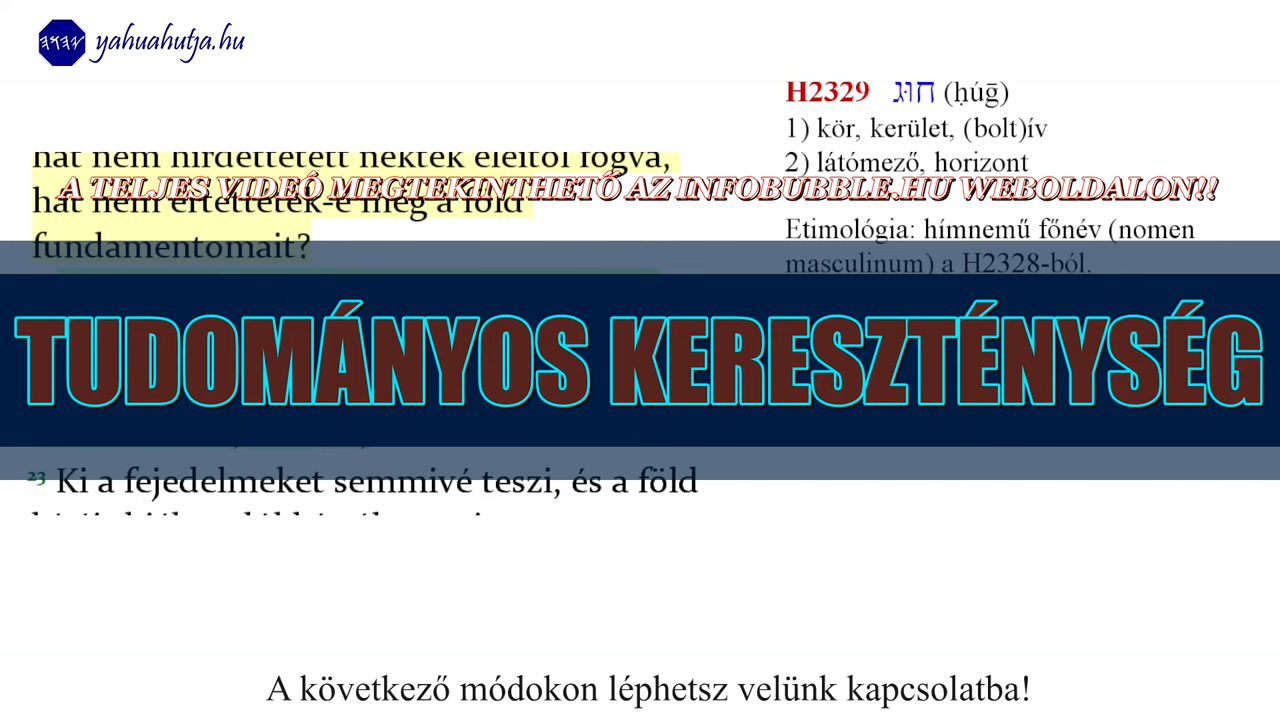 yahuahutja.hu
H2329 חוּג (ḥúḡ)
1) kör, kerület, (bolt)ív
2) látómező, horizont
hát nem hirdettetett néktek eleitől fogva,
A TELJES VIDEÓ MEGTEKINTHETŐ AZ INFOBUBBLE.HU WEBOLDALON!!
hát nem értettétek-é meg a föld
fundamentomait?
Etimológia: hímnemű főnév (nomen
masculinum) a H2328-ból.
TUDOMÁNYOS KERESZTÉNYSÉG
23 Ki a fejedelmeket semmivé teszi, és a föld
A következő módokon léphetsz velünk kapcsolatba!